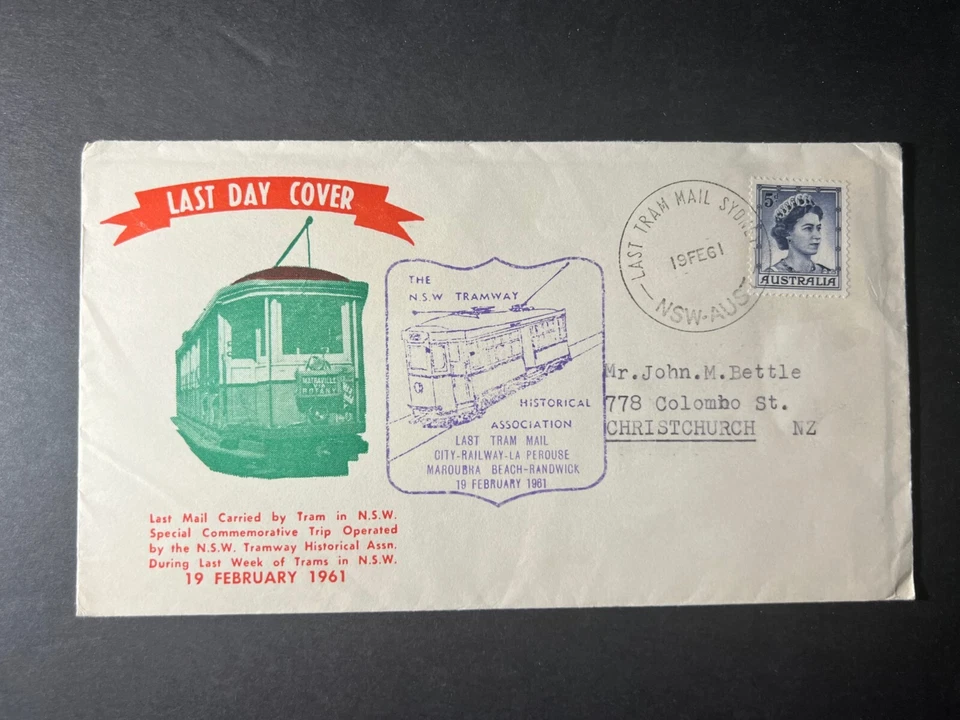 LAST DAY COVER
MATRAVILLE
VIA
BOTANY
Last Mail Carried by Tram in N.S.W.
Special Commemorative Trip Operated
by the N.S.W. Tramway Historical Assn.
During Last Week of Trams in N.S.W.
19 FEBRUARY 1961
THE
N.S.W TRAMWAY
HISTORICAL
ASSOCIATION
LAST TRAM MAIL
CITY-RAILWAY-LA PEROUSE
MAROUBRA BEACH-RANDWICK
19 FEBRUARY 1961
LAST TRAM MAIL SYDNEY
19FE61
NSW-AUS
5D
AUSTRALIA
Mr.John.M.Bettle
778 Colombo St.
CHRISTCHURCH NZ